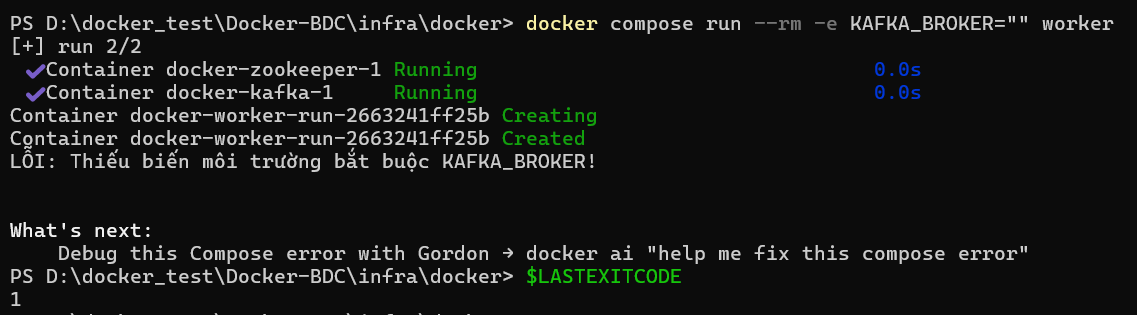 PS D:\docker_test\Docker-BDC\infra\docker> docker compose run --rm -e KAFKA_BROKER="" worker
[+] run 2/2
✔Container docker-zookeeper-1 Running 0.0s
✔Container docker-kafka-1 Running 0.0s
Container docker-worker-run-2663241ff25b Creating
Container docker-worker-run-2663241ff25b Created
LỖI: Thiếu biến môi trường bắt buộc KAFKA_BROKER!
What's next:
Debug this Compose error with Gordon → docker ai "help me fix this compose error"
PS D:\docker_test\Docker-BDC\infra\docker> $LASTEXITCODE
1